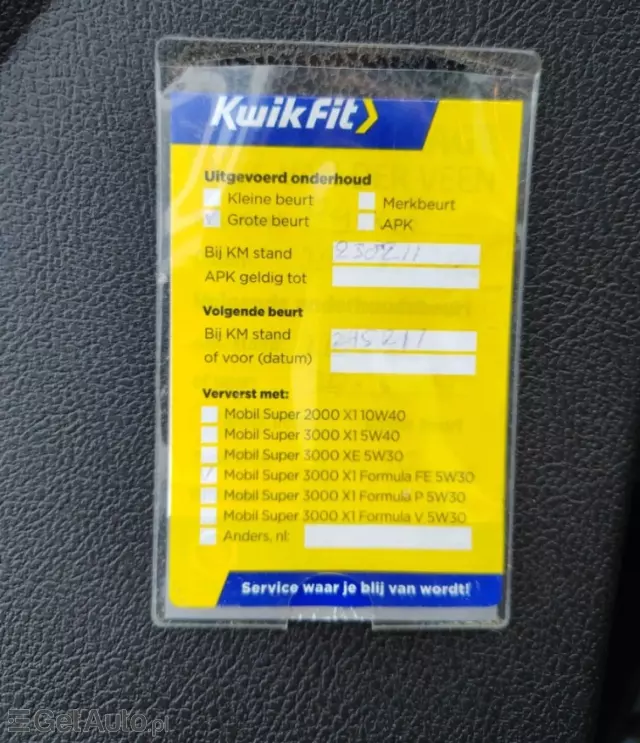 KwikFit
Uitgevoerd onderhoud
Kleine beurt
Merkbeurt
Grote beurt
APK
Bij KM stand 230211
APK geldig tot
Volgende beurt
Bij KM stand 245217
of voor (datum)
Ververst met:
Mobil Super 2000 X1 10W40
Mobil Super 3000 X1 5W40
Mobil Super 3000 XE 5W30
Mobil Super 3000 X1 Formula FE 5W30
Mobil Super 3000 X1 Formula P 5W30
Mobil Super 3000 X1 Formula V 5W30
Anders, nl:
Service waar je blij van wordt!
GetAuto.pl